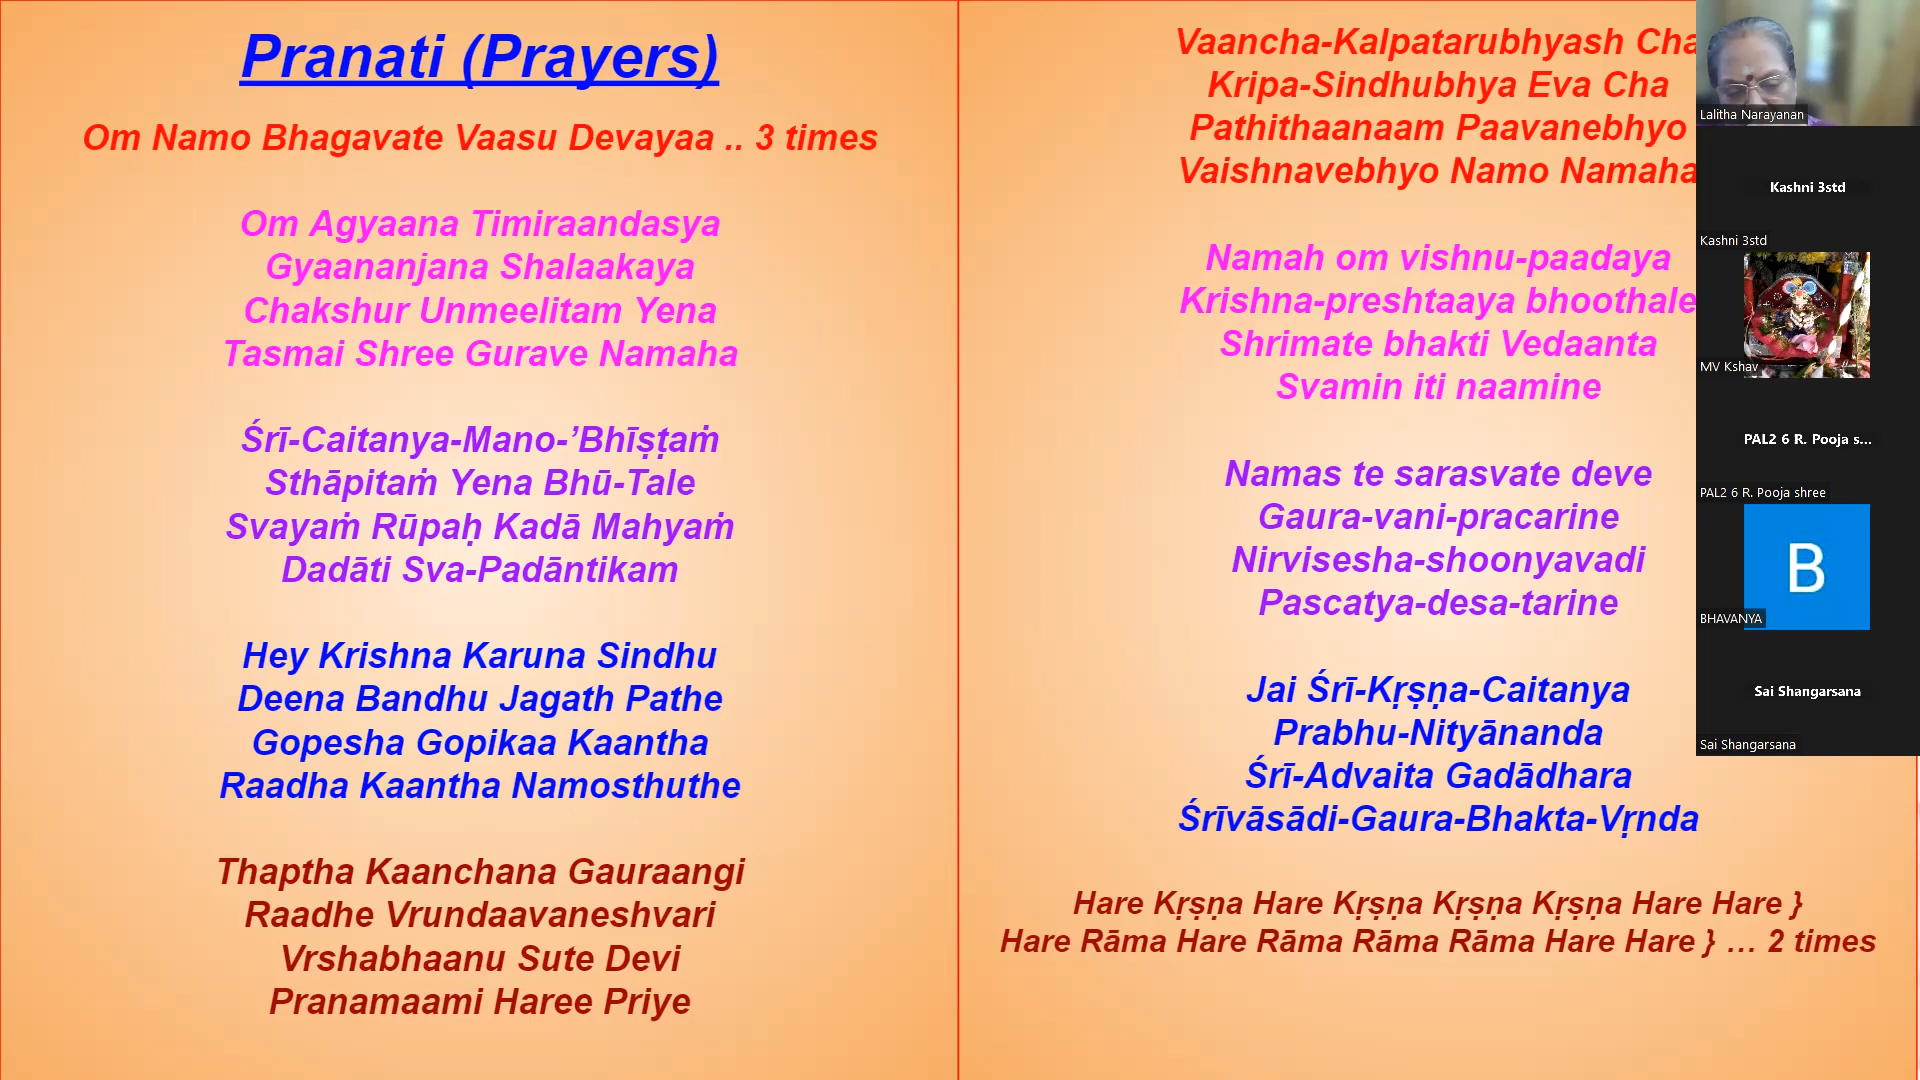 Pranati (Prayers)
Om Namo Bhagavate Vaasu Devayaa .. 3 times
Om Agyaana Timiraandasya
Gyaananjana Shalaakaya
Chakshur Unmeelitam Yena
Tasmai Shree Gurave Namaha
Śrī-Caitanya-Mano-’Bhīṣṭaṁ
Sthāpitaṁ Yena Bhū-Tale
Svayaṁ Rūpaḥ Kadā Mahyaṁ
Dadāti Sva-Padāntikam
Hey Krishna Karuna Sindhu
Deena Bandhu Jagath Pathe
Gopesha Gopikaa Kaantha
Raadha Kaantha Namosthuthe
Thaptha Kaanchana Gauraangi
Raadhe Vrundaavaneshvari
Vrshabhaanu Sute Devi
Pranamaami Haree Priye
Vaancha-Kalpatarubhyash Cha
Kripa-Sindhubhya Eva Cha
Pathithaanaam Paavanebhyo
Vaishnavebhyo Namo Namaha
Namah om vishnu-paadaya
Krishna-preshtaaya bhoothale
Shrimate bhakti Vedaanta
Svamin iti naamine
Namas te sarasvate deve
Gaura-vani-pracarine
Nirvisesha-shoonyavadi
Pascatya-desa-tarine
Jai Śrī-Kṛṣṇa-Caitanya
Prabhu-Nityānanda
Śrī-Advaita Gadādhara
Śrīvāsādi-Gaura-Bhakta-Vṛnda
Hare Kṛṣṇa Hare Kṛṣṇa Kṛṣṇa Kṛṣṇa Hare Hare }
Hare Rāma Hare Rāma Rāma Rāma Hare Hare } … 2 times
Lalitha Narayanan
Kashni 3std
Kashni 3std
MV Kshav
PAL2 6 R. Pooja s...
PAL2 6 R. Pooja shree
B
BHAVANYA
Sai Shangarsana
Sai Shangarsana